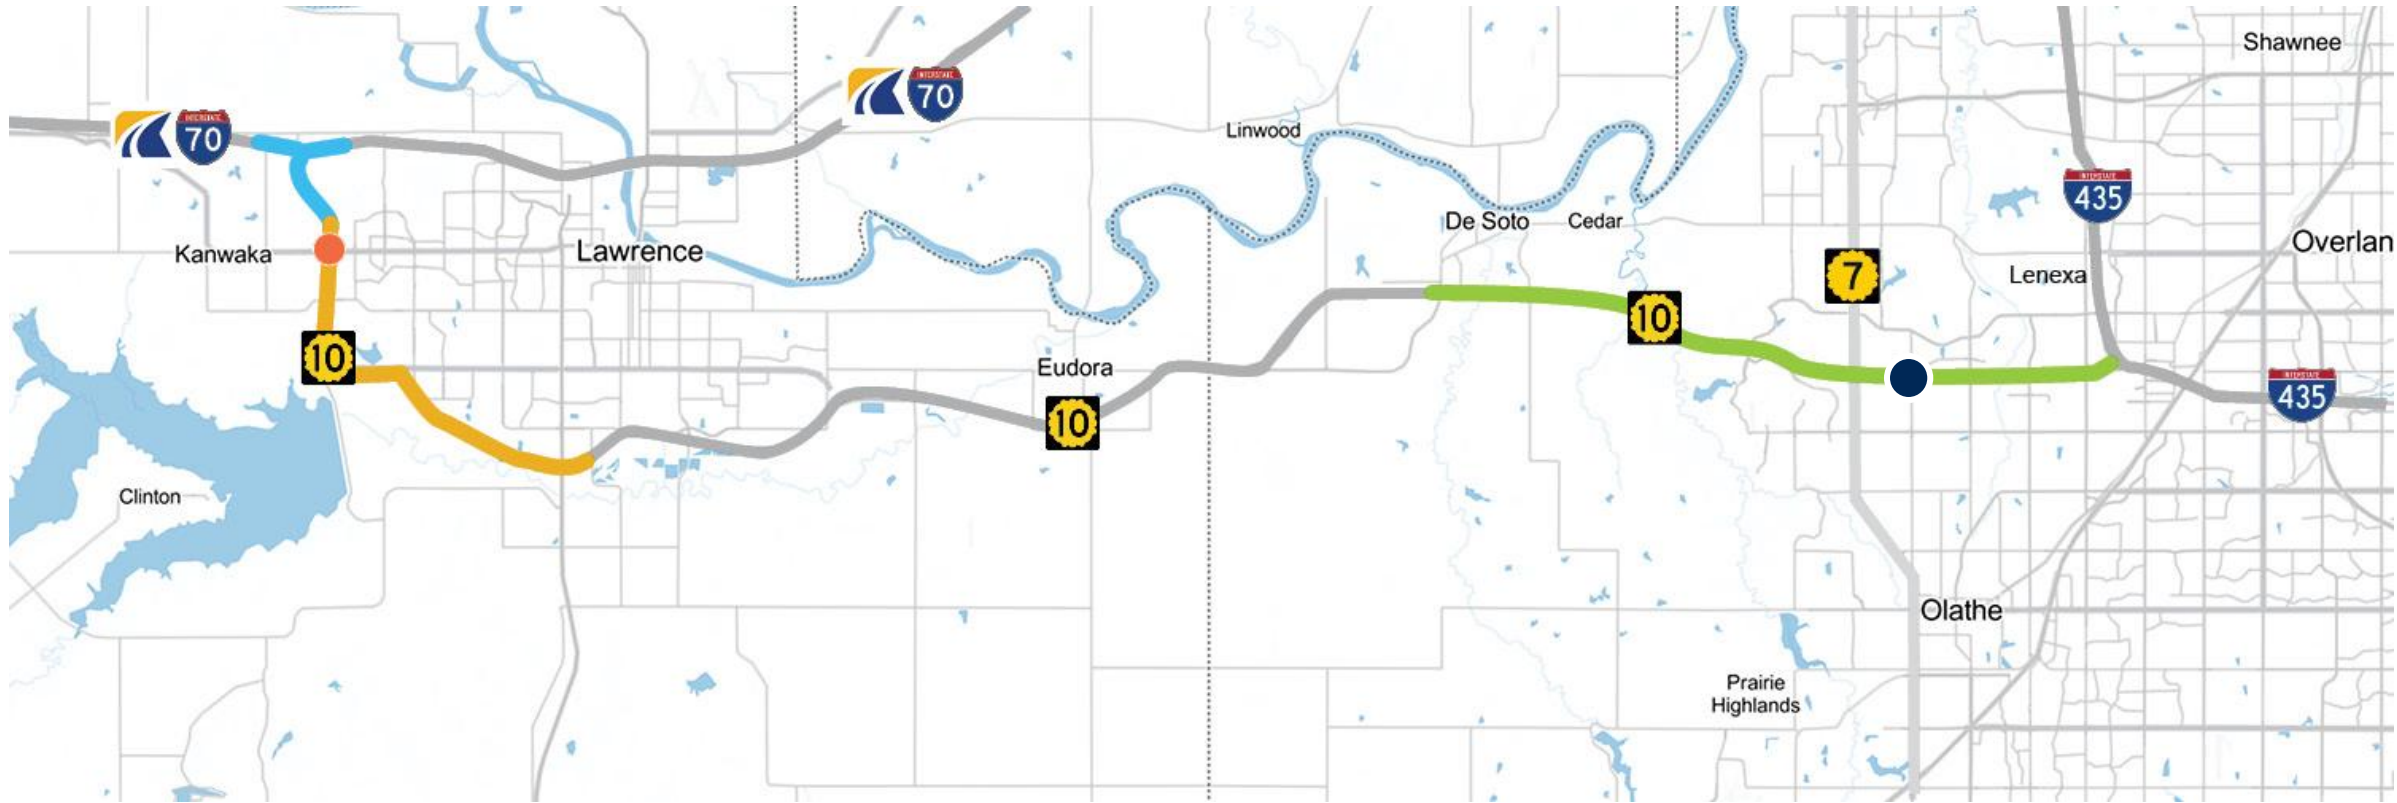 Shawnee
INTERSTATE
70
INTERSTATE
70
Linwood
INTERSTATE
435
De Soto
Cedar
Kanwaka
Lawrence
Overlan
7
Lenexa
10
10
Eudora
INTERSTATE
435
10
Clinton
Olathe
Prairie
Highlands